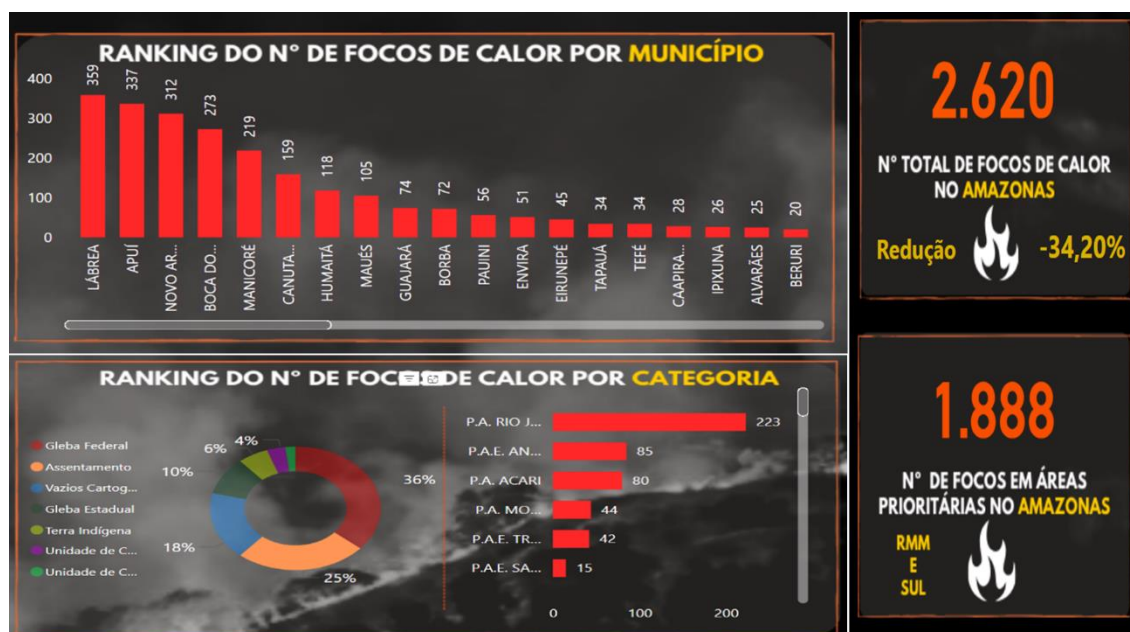 RANKING DO N° DE FOCOS DE CALOR POR MUNICÍPIO
400
300
200
100
0
359
337
312
273
219
159
118
105
74
72
56
51
45
34
34
28
26
25
20
LÁBREA
APUÍ
NOVO AR...
BOCA DO...
MANICORÉ
CANUTA...
HUMAITÁ
MAUÉS
GUAJARÁ
BORBA
PAUINI
ENVIRA
EIRUNEPÉ
TAPAUÁ
TEFÉ
CAAPIRA...
IPIXUNA
ALVARÃES
BERURI
2.620
N° TOTAL DE FOCOS DE CALOR
NO AMAZONAS
Redução -34,20%
RANKING DO N° DE FOCOS DE CALOR POR CATEGORIA
Gleba Federal
Assentamento
Vazios Cartog...
Gleba Estadual
Terra Indígena
Unidade de C...
Unidade de C...
4%
6%
10%
18%
25%
36%
P.A. RIO J... 223
P.A.E. AN... 85
P.A. ACARI 80
P.A. MO... 44
P.A.E. TR... 42
P.A.E. SA... 15
0 100 200
1.888
N° DE FOCOS EM ÁREAS
PRIORITÁRIAS NO AMAZONAS
RMM
E
SUL